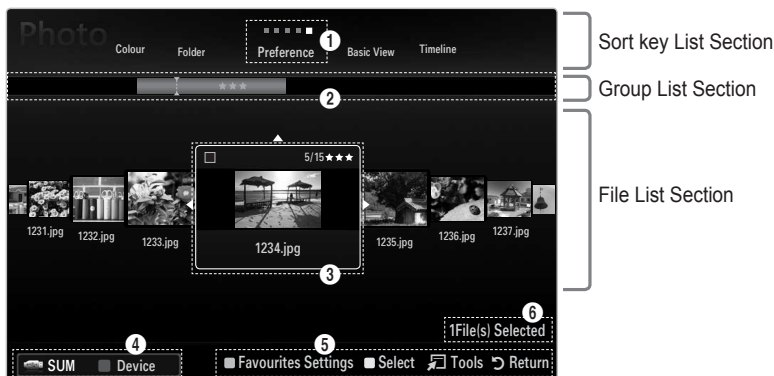 Photo
Colour Folder Preference Basic View Timeline
1
Sort key List Section
★★★
Group List Section
2
5/15★★★
File List Section
1231.jpg 1232.jpg 1233.jpg 1234.jpg 1235.jpg 1236.jpg 1237.jpg
3
6
1File(s) Selected
4
5
SUM Device
Favourites Settings Select Tools Return